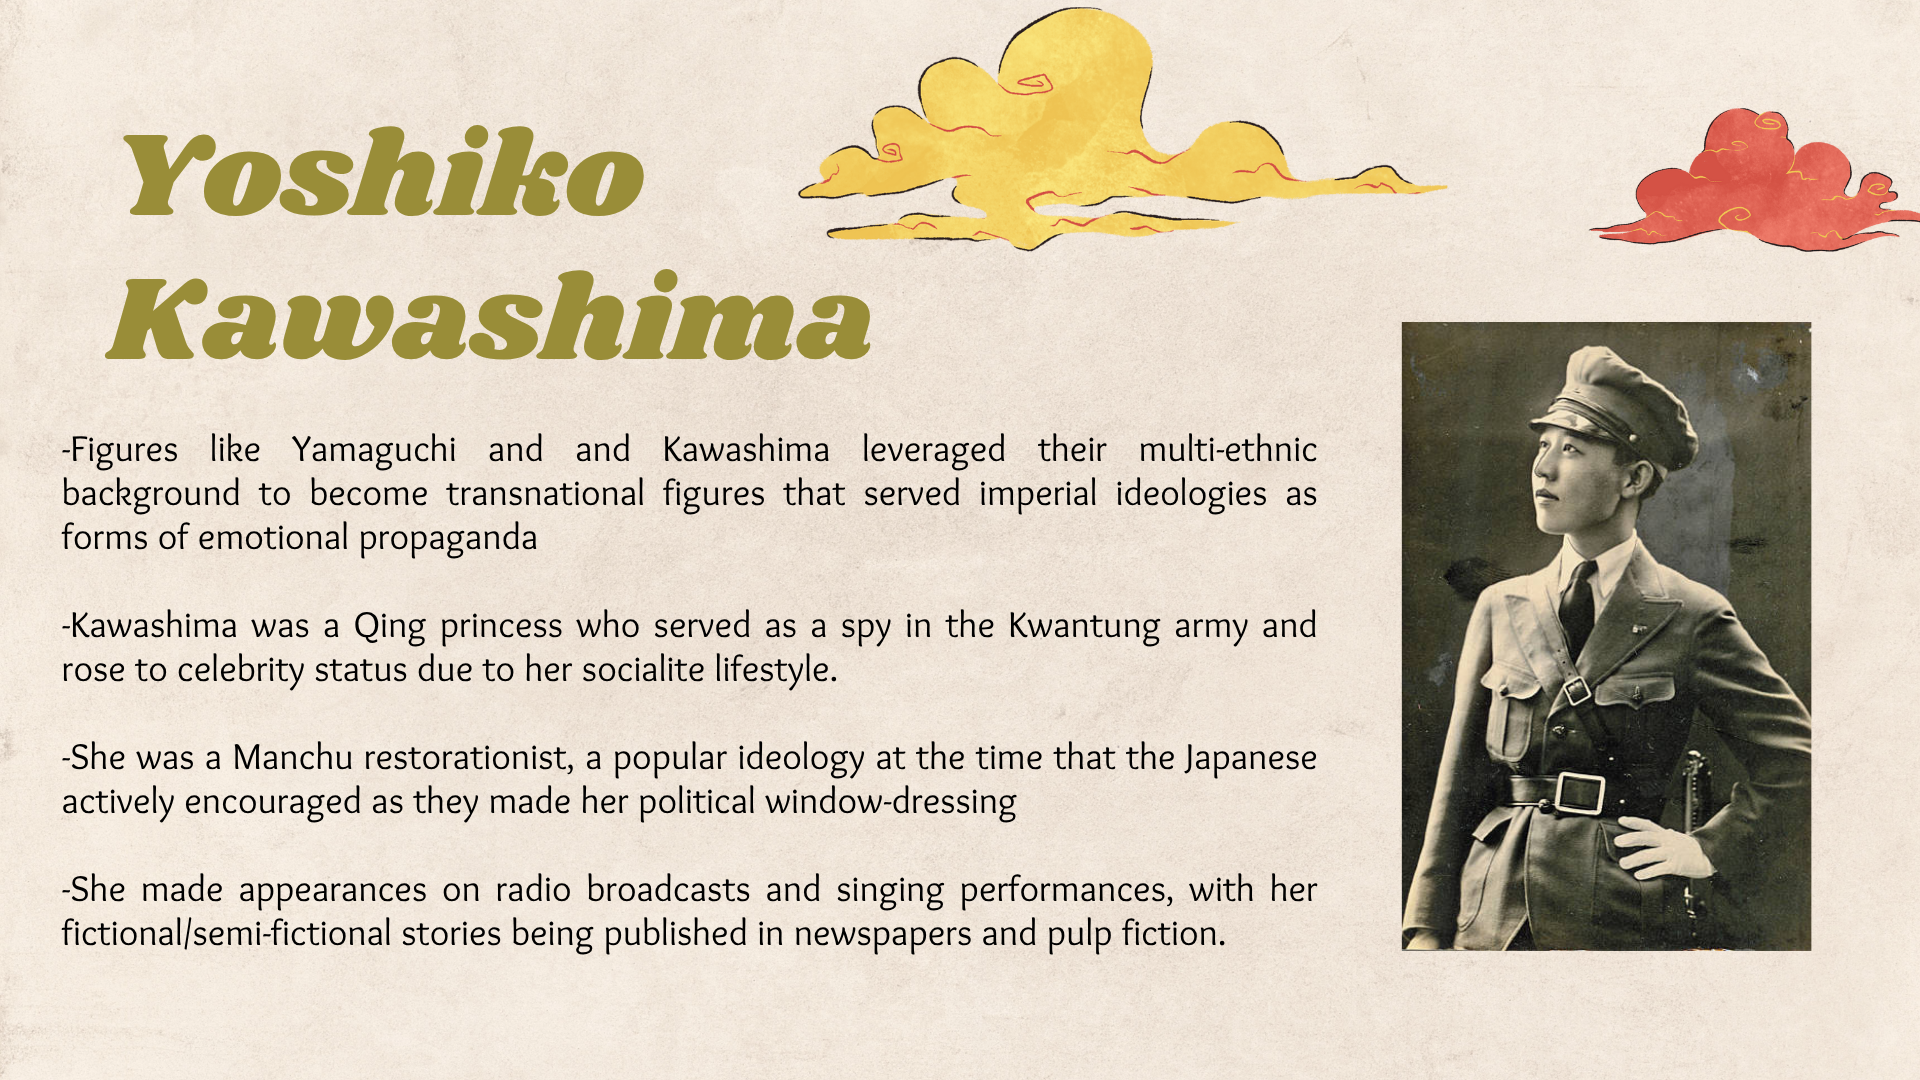 Yoshiko
Kawashima
-Figures like Yamaguchi and and Kawashima leveraged their multi-ethnic
background to become transnational figures that served imperial ideologies as
forms of emotional propaganda
-Kawashima was a Qing princess who served as a spy in the Kwantung army and
rose to celebrity status due to her socialite lifestyle.
-She was a Manchu restorationist, a popular ideology at the time that the Japanese
actively encouraged as they made her political window-dressing
-She made appearances on radio broadcasts and singing performances, with her
fictional/semi-fictional stories being published in newspapers and pulp fiction.